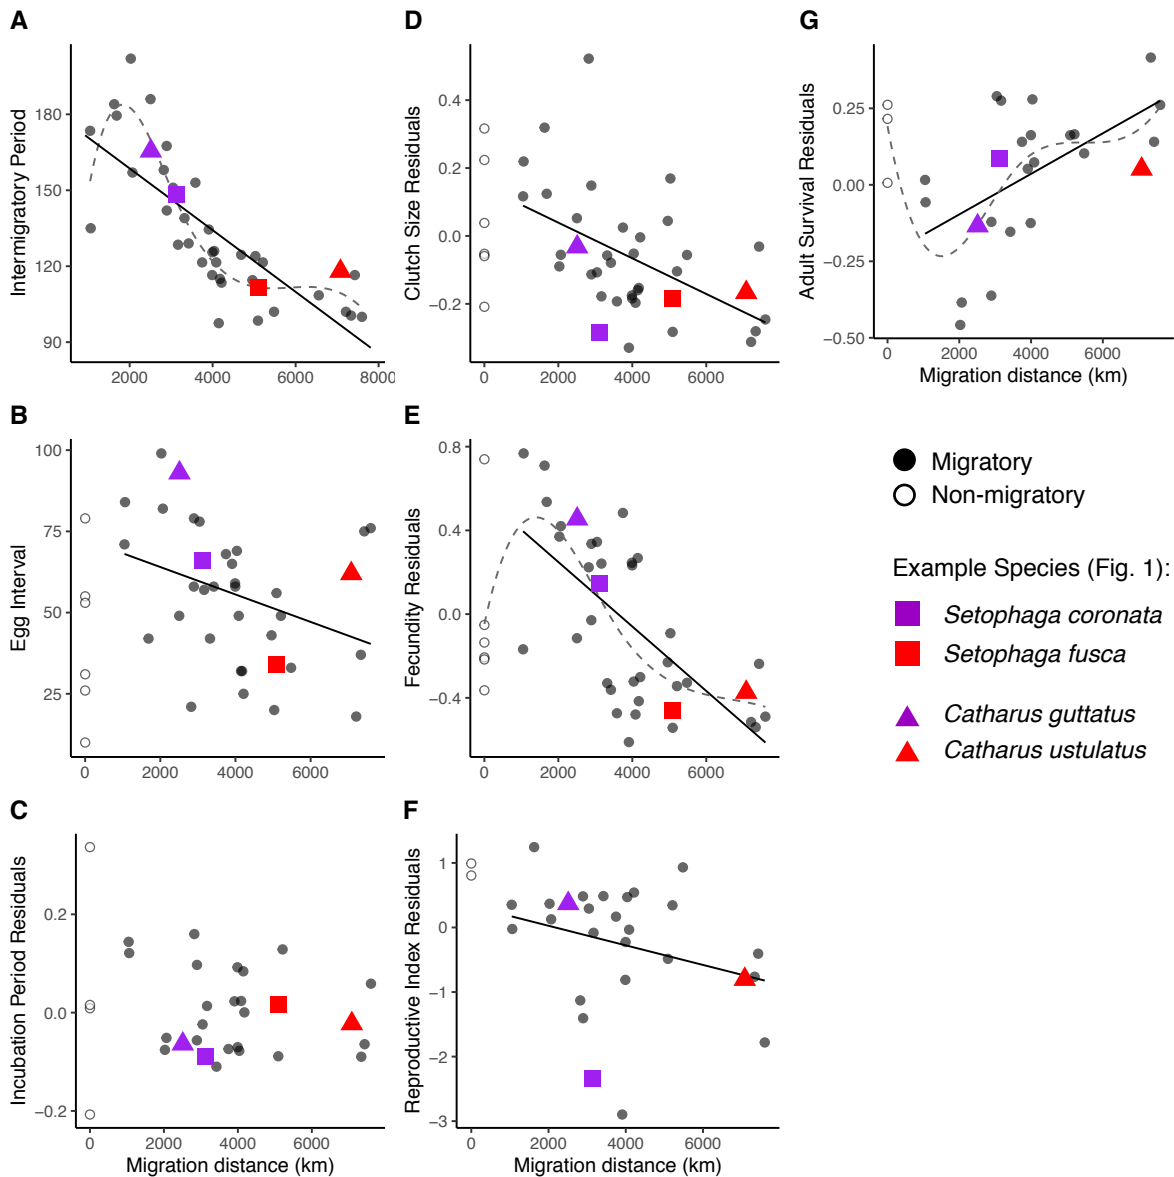 A
Intermigratory Period
180
150
120
90
2000
4000
6000
8000
D
Clutch Size Residuals
0.4
0.2
0.0
−0.2
0
2000
4000
6000
G
Adult Survival Residuals
0.25
0.00
−0.25
−0.50
0
2000
4000
6000
Migration distance (km)
B
Egg Interval
100
75
50
25
0
2000
4000
6000
E
Fecundity Residuals
0.8
0.4
0.0
−0.4
0
2000
4000
6000
Migratory
Non-migratory
Example Species (Fig. 1):
Setophaga coronata
Setophaga fusca
Catharus guttatus
Catharus ustulatus
C
Incubation Period Residuals
0.2
0.0
−0.2
0
2000
4000
6000
Migration distance (km)
F
Reproductive Index Residuals
1
0
−1
−2
−3
0
2000
4000
6000
Migration distance (km)